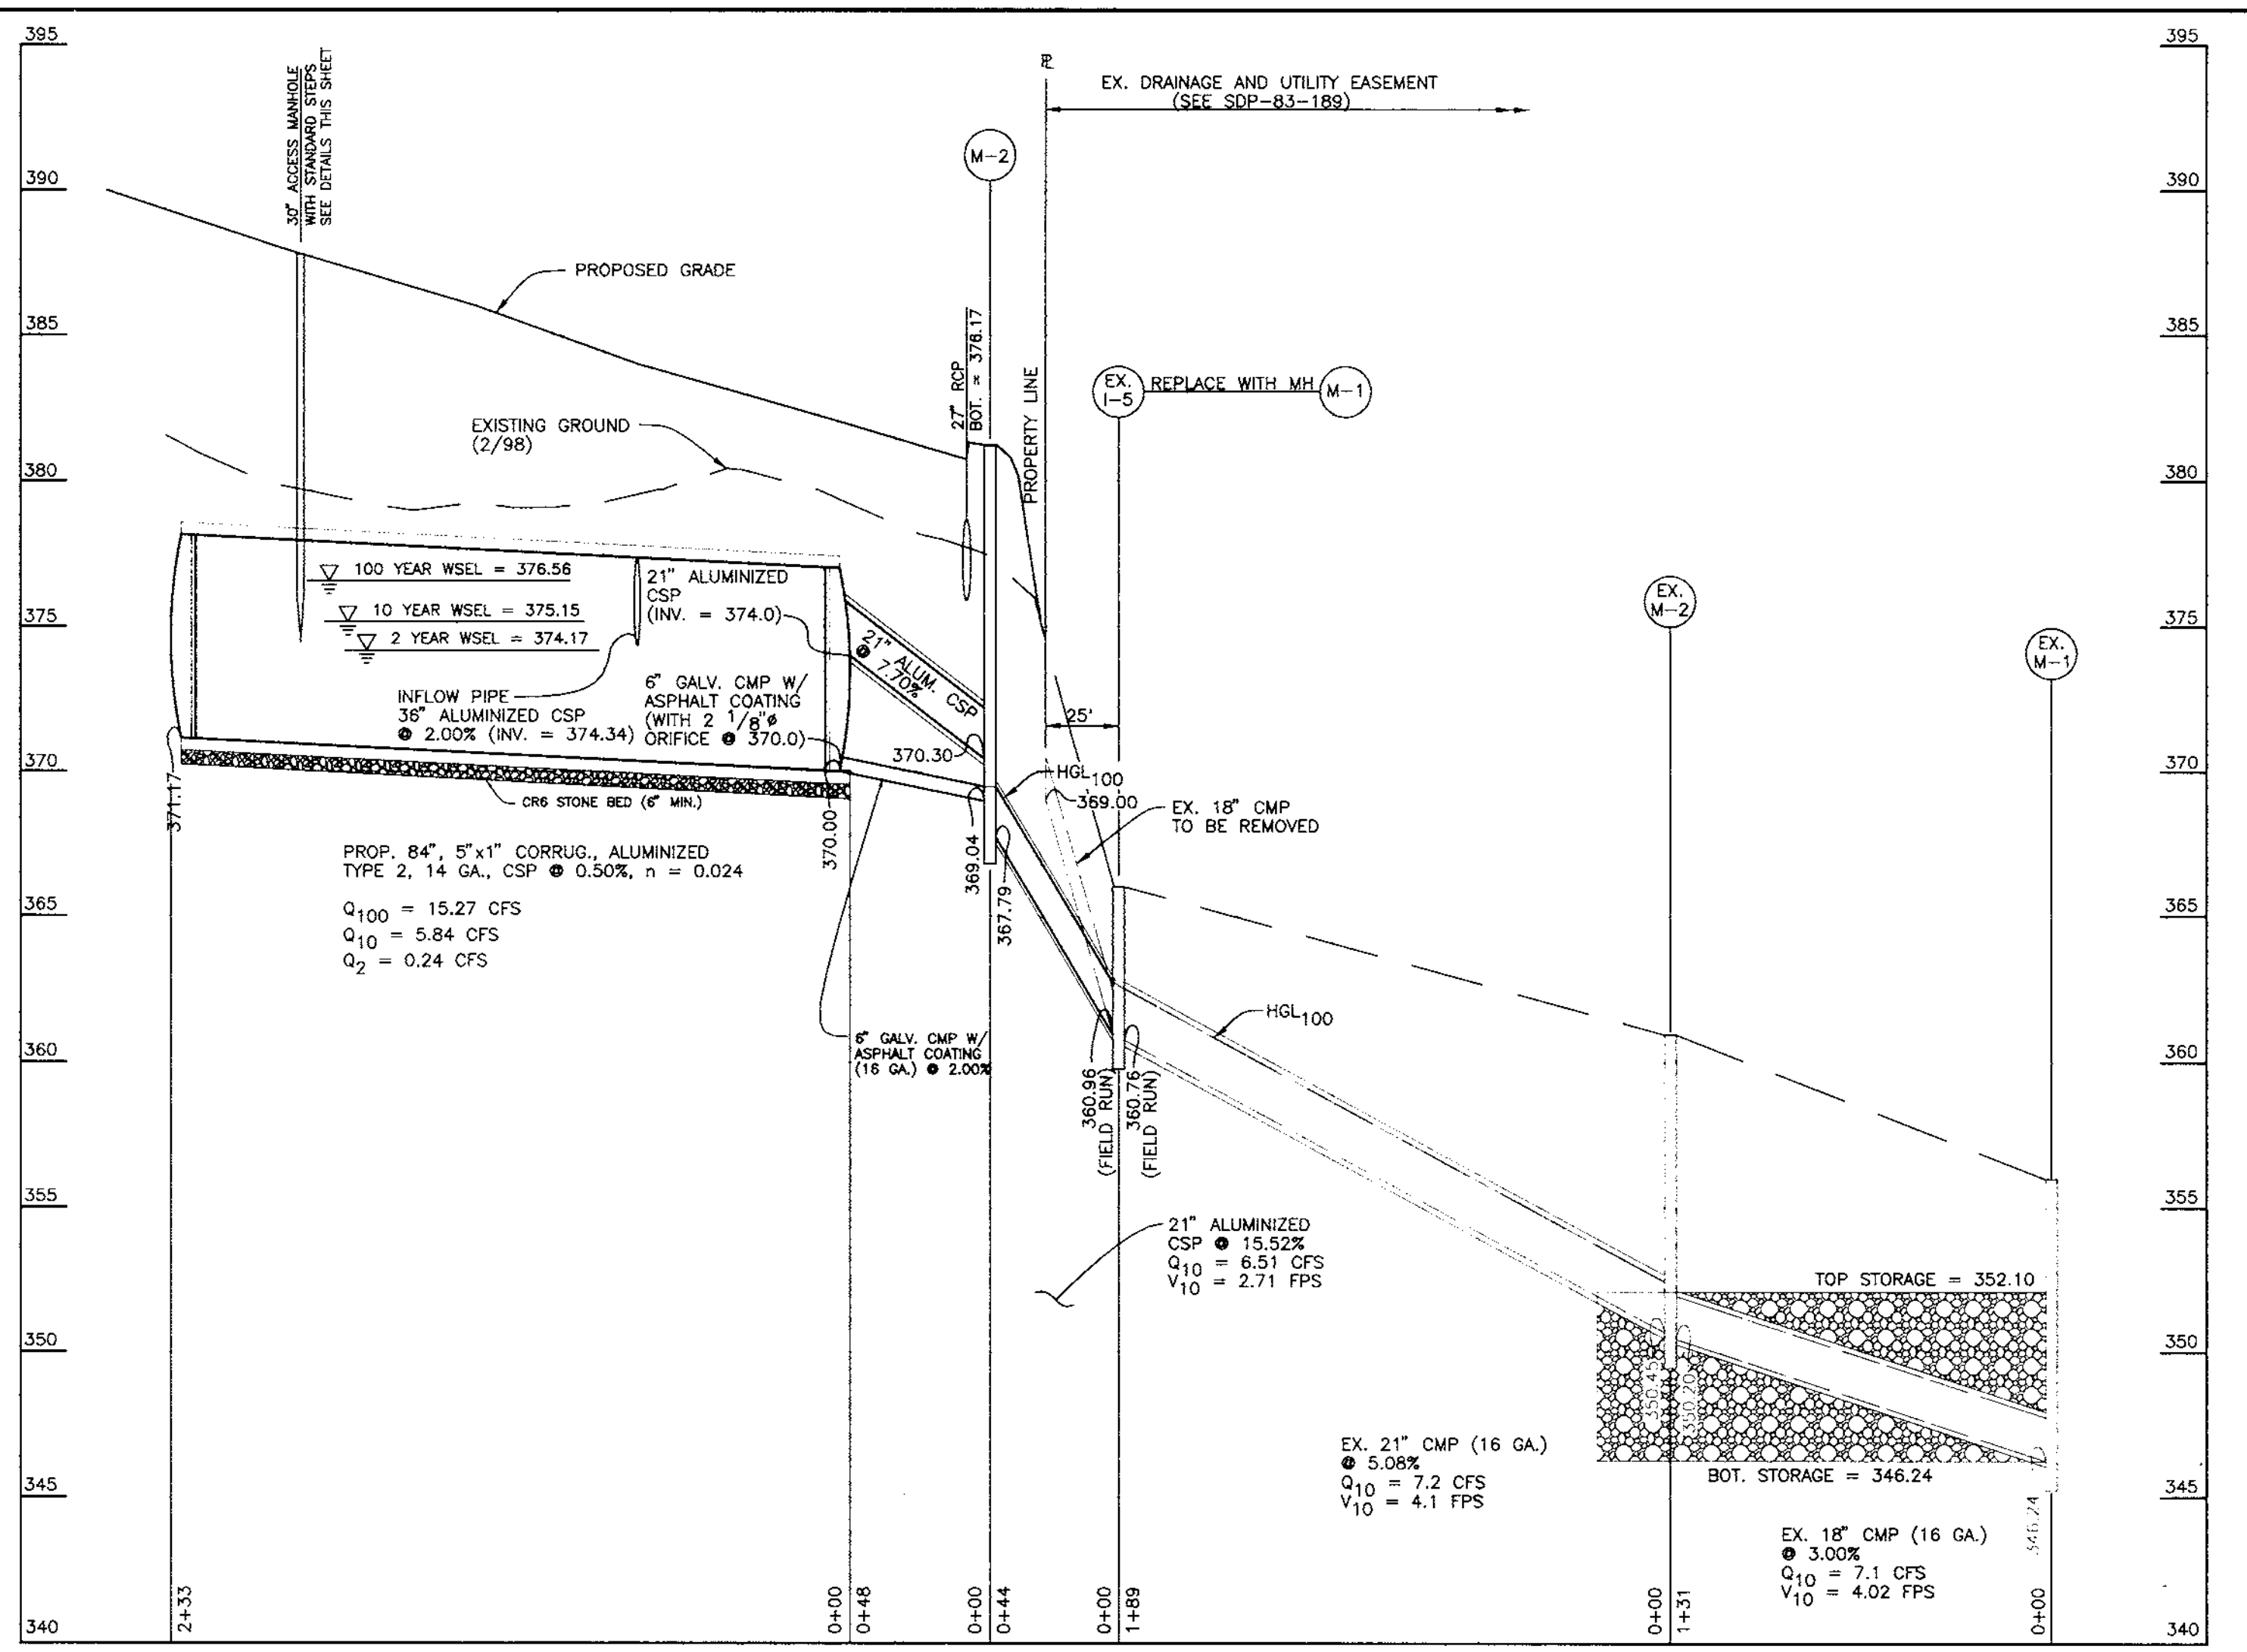 395
390
385
380
375
370
365
360
355
350
345
340
395
390
385
380
375
370
365
360
355
350
345
340
30" ACCESS MANHOLE
WITH STANDARD STEPS
SEE DETAILS THIS SHEET
PROPOSED GRADE
EXISTING GROUND
(2/98)
M-2
27" RCP
BOT. = 376.17
PROPERTY LINE
EX. DRAINAGE AND UTILITY EASEMENT
(SEE SDP-83-189)
EX.
I-5
REPLACE WITH MH
M-1
EX.
M-2
EX.
M-1
100 YEAR WSEL = 376.56
10 YEAR WSEL = 375.15
2 YEAR WSEL = 374.17
21" ALUMINIZED
CSP
(INV. = 374.0)
21" ALUM. CSP
@ 7.70%
INFLOW PIPE
36" ALUMINIZED CSP
@ 2.00% (INV. = 374.34)
6" GALV. CMP W/
ASPHALT COATING
(WITH 2 1/8"ø
ORIFICE @ 370.0)
370.30
25'
HGL100
369.00
EX. 18" CMP
TO BE REMOVED
371.17
CR6 STONE BED (6" MIN.)
370.00
369.04
367.79
PROP. 84", 5"x1" CORRUG., ALUMINIZED
TYPE 2, 14 GA., CSP @ 0.50%, n = 0.024
Q100 = 15.27 CFS
Q10 = 5.84 CFS
Q2 = 0.24 CFS
6" GALV. CMP W/
ASPHALT COATING
(16 GA.) @ 2.00%
360.96
(FIELD RUN)
360.76
(FIELD RUN)
HGL100
21" ALUMINIZED
CSP @ 15.52%
Q10 = 6.51 CFS
V10 = 2.71 FPS
TOP STORAGE = 352.10
350.45
350.20
BOT. STORAGE = 346.24
EX. 21" CMP (16 GA.)
@ 5.08%
Q10 = 7.2 CFS
V10 = 4.1 FPS
346.24
EX. 18" CMP (16 GA.)
@ 3.00%
Q10 = 7.1 CFS
V10 = 4.02 FPS
2+33
0+00
0+48
0+00
0+44
0+00
1+89
0+00
1+31
0+00